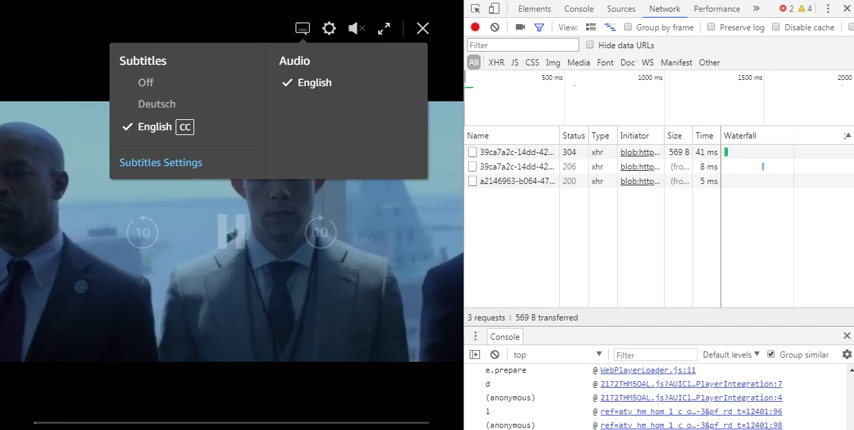 Subtitles
Off
Deutsch
English CC
Subtitles Settings
Audio
English
10
10
Elements Console Sources Network Performance » 2 4
View: Group by frame Preserve log Disable cache
Filter Hide data URLs
All XHR JS CSS Img Media Font Doc WS Manifest Other
500 ms 1000 ms 1500 ms 2000
Name Status Type Initiator Size Time Waterfall
39ca7a2c-14dd-42... 304 xhr blob:http... 569 B 41 ms
39ca7a2c-14dd-42... 206 xhr blob:http... (fro... 8 ms
a2146963-b064-47... 200 xhr blob:http... (fro... 5 ms
3 requests | 569 B transferred
Console
top Filter Default levels Group similar
e.prepare @ WebPlayerLoader.js:11
d @ 2172THM5OAL.js?AUIC1…PlayerIntegration:7
(anonymous) @ 2172THM5OAL.js?AUIC1…PlayerIntegration:4
l @ ref=atv_hm_hom_1_c_o…-3&pf_rd_t=12401:96
(anonymous) @ ref=atv_hm_hom_1_c_o…-3&pf_rd_t=12401:98